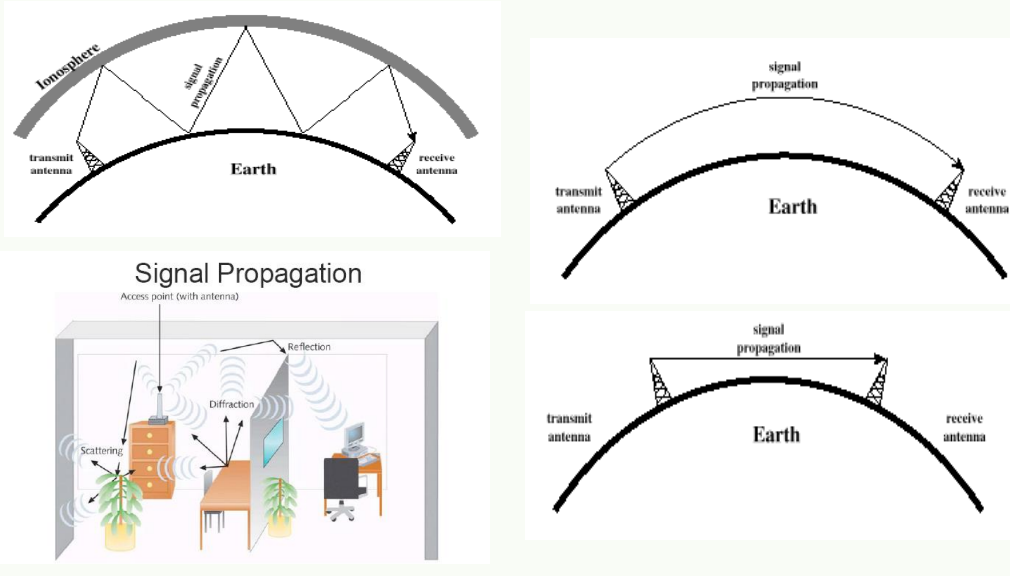 Ionosphere
signal
propagation
transmit
antenna
Earth
receive
antenna
signal
propagation
transmit
antenna
Earth
receive
antenna
Signal Propagation
Access point (with antenna)
Reflection
Diffraction
Scattering
signal
propagation
transmit
antenna
Earth
receive
antenna